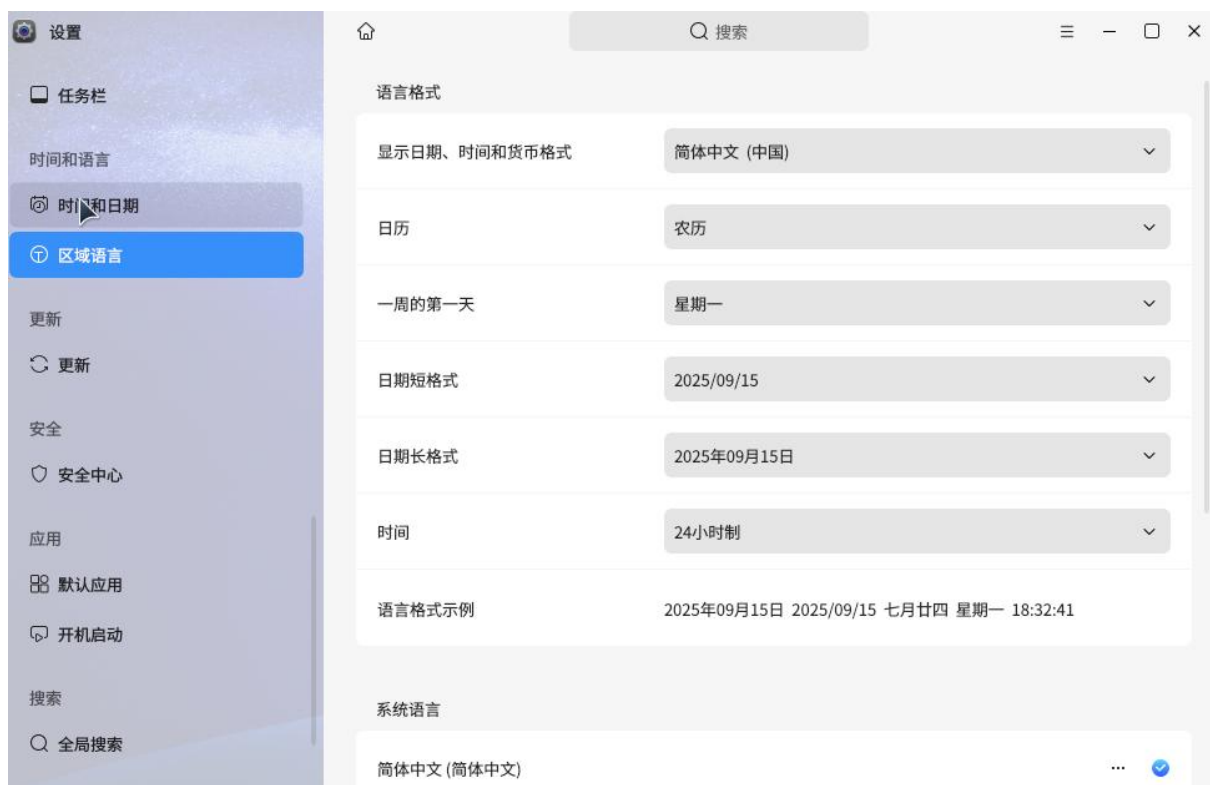 设置
任务栏
时间和语言
时间和日期
区域语言
更新
更新
安全
安全中心
应用
默认应用
开机启动
搜索
全局搜索
搜索
语言格式
显示日期、时间和货币格式 简体中文 (中国)
日历 农历
一周的第一天 星期一
日期短格式 2025/09/15
日期长格式 2025年09月15日
时间 24小时制
语言格式示例 2025年09月15日 2025/09/15 七月廿四 星期一 18:32:41
系统语言
简体中文 (简体中文)